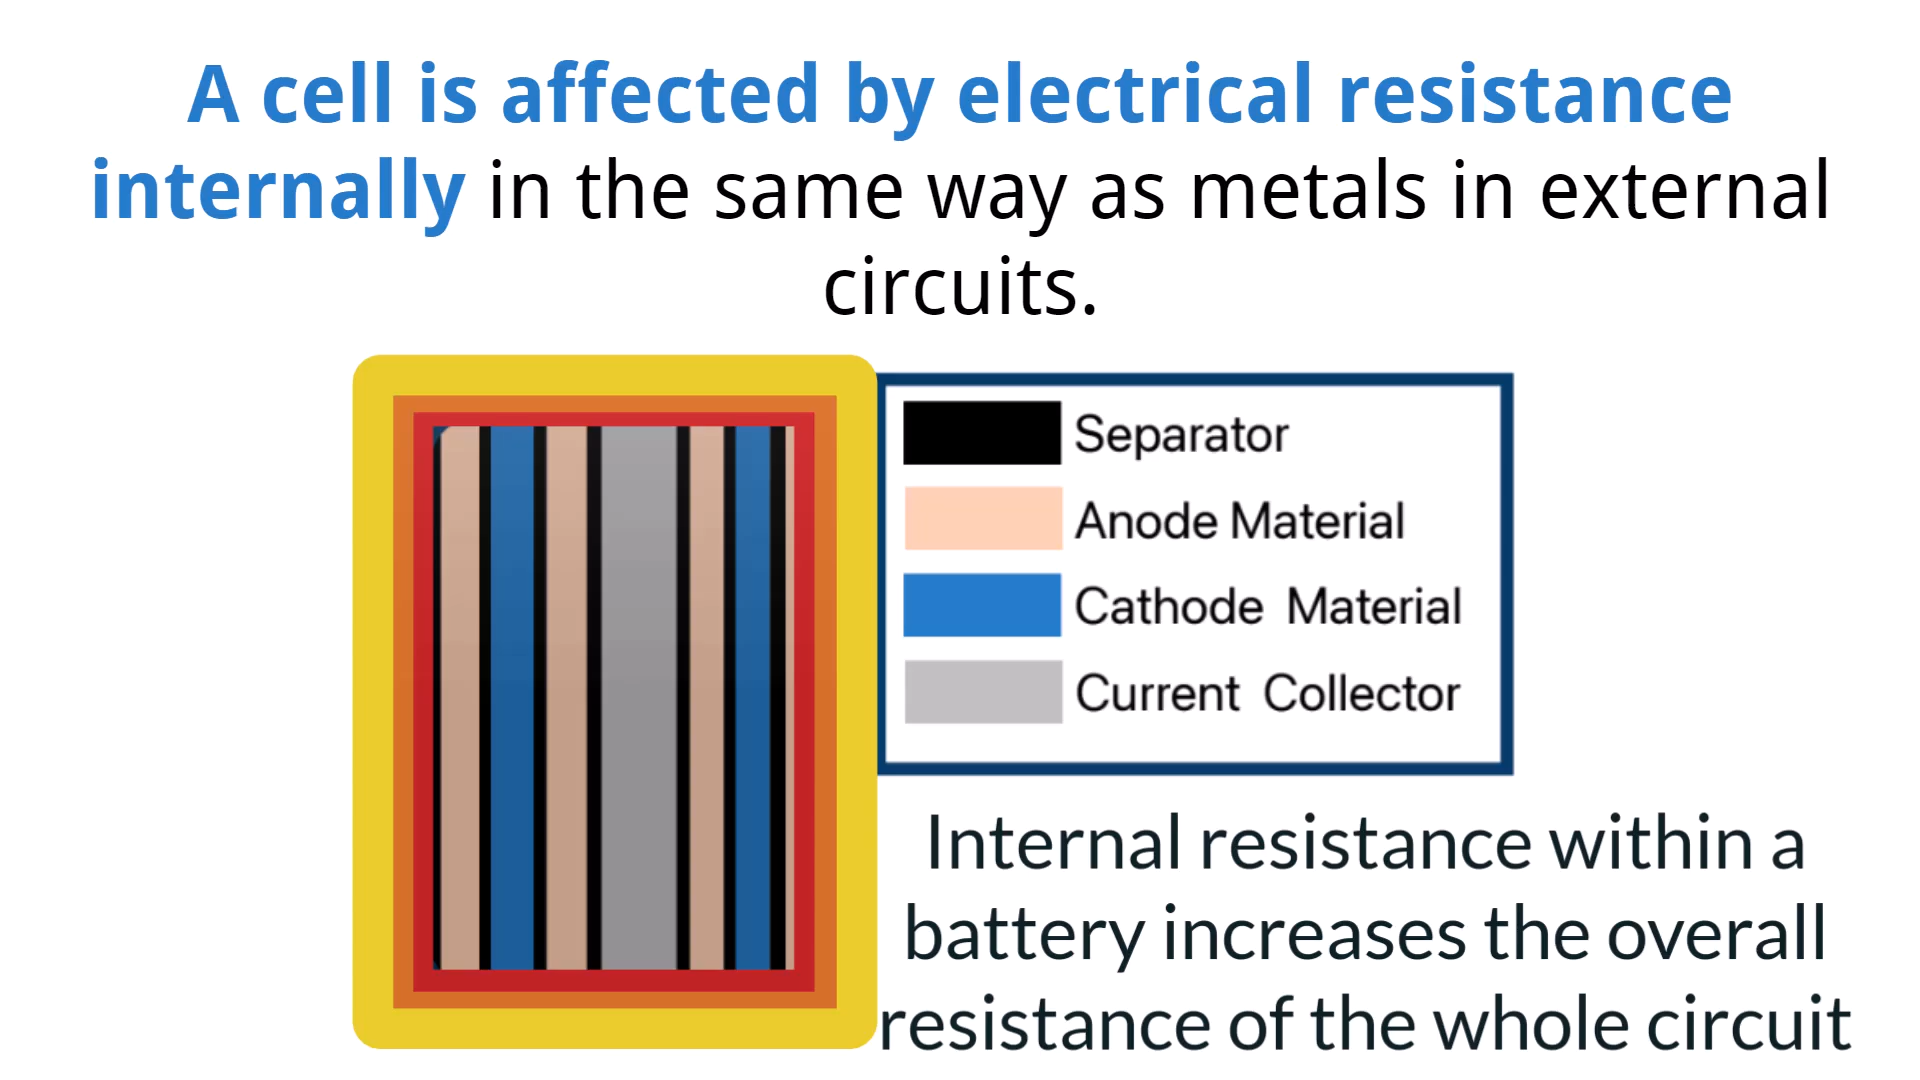 A cell is affected by electrical resistance
internally in the same way as metals in external
circuits.
Separator
Anode Material
Cathode Material
Current Collector
Internal resistance within a
battery increases the overall
resistance of the whole circuit